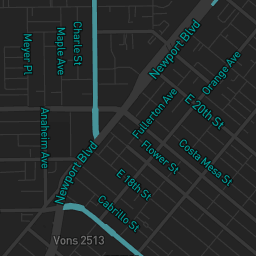 Meyer Pl
Maple Ave
Charle St
Newport Blvd
Orange Ave
E 20th St
Fullerton Ave
Anaheim Ave
Flower St
Costa Mesa St
Newport Blvd
E 18th St
Cabrillo St
Vons 2513